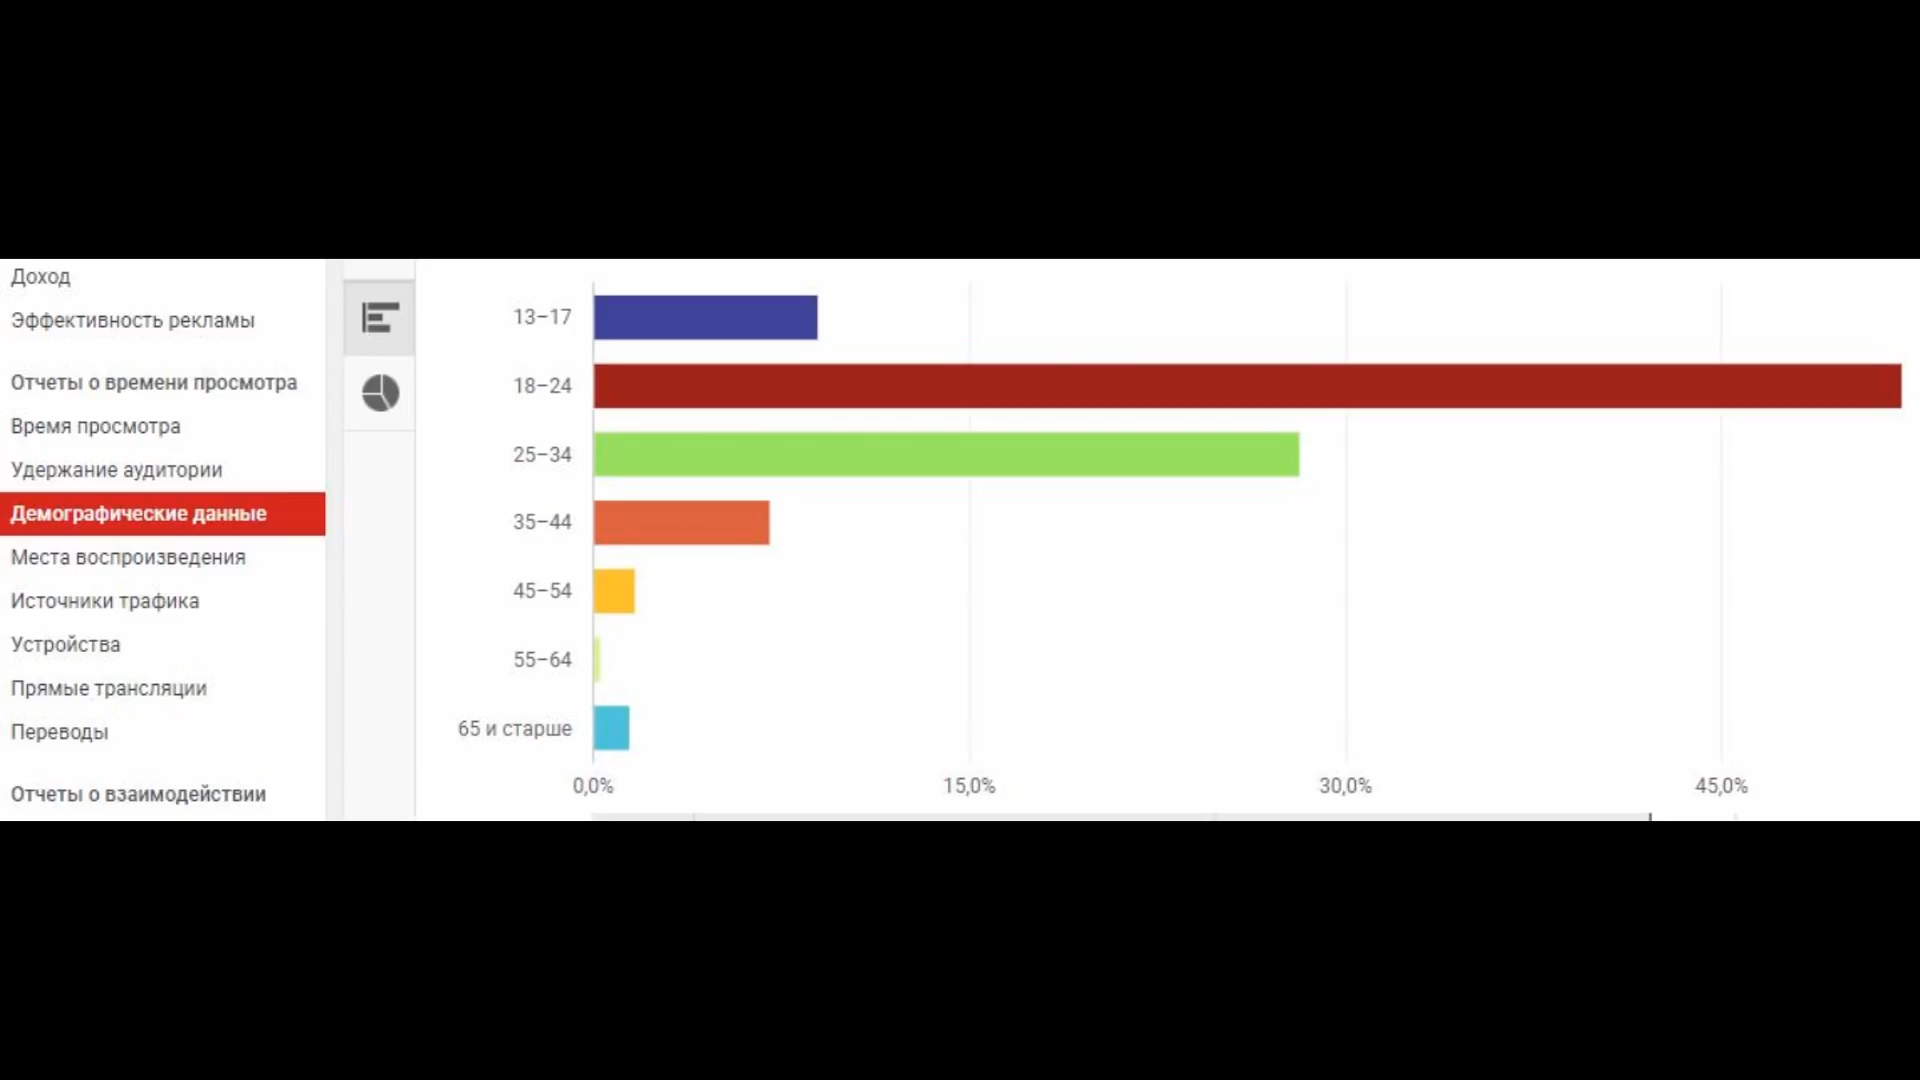 Доход
Эффективность рекламы
Отчеты о времени просмотра
Время просмотра
Удержание аудитории
Демографические данные
Места воспроизведения
Источники трафика
Устройства
Прямые трансляции
Переводы
Отчеты о взаимодействии
13–17
18–24
25–34
35–44
45–54
55–64
65 и старше
0,0% 15,0% 30,0% 45,0%